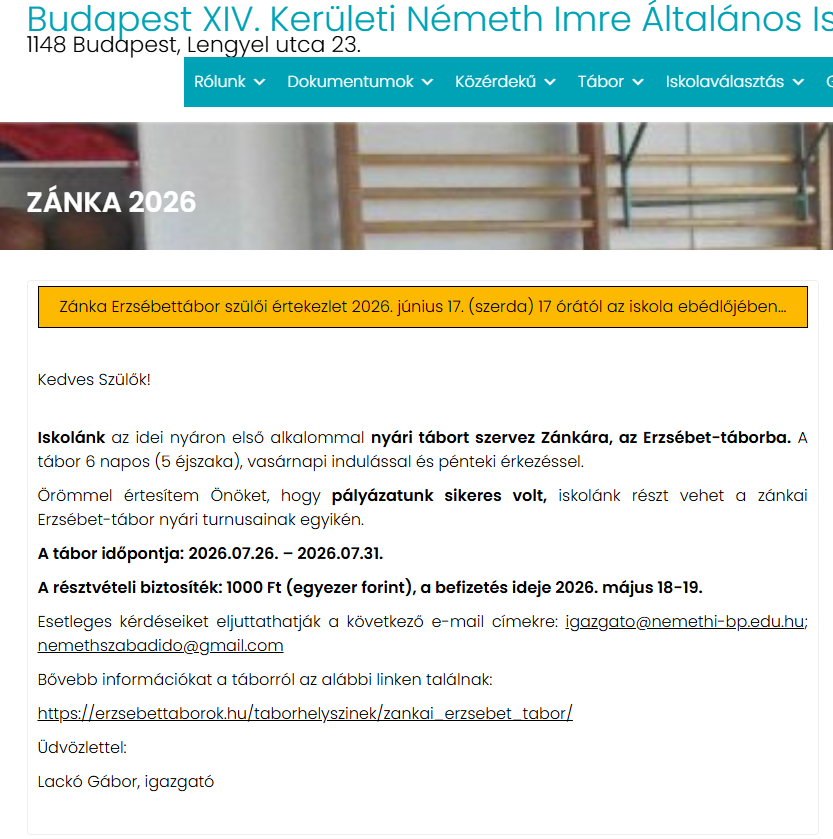 Budapest XIV. Kerületi Németh Imre Általános Is
1148 Budapest, Lengyel utca 23.
Rólunk Dokumentumok Közérdekű Tábor Iskolaválasztás G
ZÁNKA 2026
Zánka Erzsébettábor szülői értekezlet 2026. június 17. (szerda) 17 órától az iskola ebédlőjében...
Kedves Szülők!
Iskolánk az idei nyáron első alkalommal nyári tábort szervez Zánkára, az Erzsébet-táborba. A
tábor 6 napos (5 éjszaka), vasárnapi indulással és pénteki érkezéssel.
Örömmel értesítem Önöket, hogy pályázatunk sikeres volt, iskolánk részt vehet a zánkai
Erzsébet-tábor nyári turnusainak egyikén.
A tábor időpontja: 2026.07.26. – 2026.07.31.
A résztvételi biztosíték: 1000 Ft (egyezer forint), a befizetés ideje 2026. május 18-19.
Esetleges kérdéseiket eljuttathatják a következő e-mail címekre: igazgato@nemethi-bp.edu.hu;
nemethszabadido@gmail.com
Bővebb információkat a táborról az alábbi linken találnak:
https://erzsebettaborok.hu/taborhelyszinek/zankai_erzsebet_tabor/
Üdvözlettel:
Lackó Gábor, igazgató